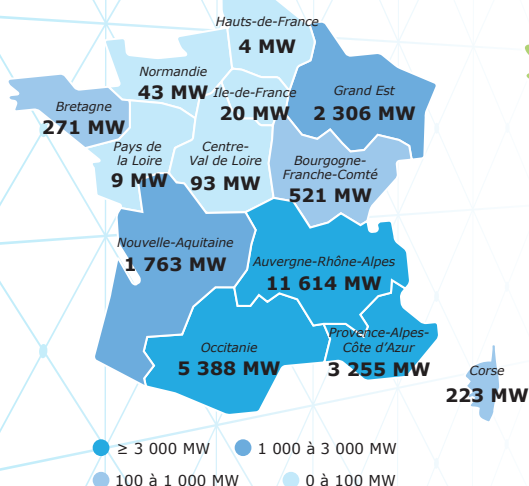 Hauts-de-France
4 MW
Normandie
43 MW
Ile-de-France
20 MW
Grand Est
2 306 MW
Bretagne
271 MW
Pays de
la Loire
9 MW
Centre-
Val de Loire
93 MW
Bourgogne-
Franche-Comté
521 MW
Nouvelle-Aquitaine
1 763 MW
Auvergne-Rhône-Alpes
11 614 MW
Occitanie
5 388 MW
Provence-Alpes-
Côte d'Azur
3 255 MW
Corse
223 MW
≥ 3 000 MW
1 000 à 3 000 MW
100 à 1 000 MW
0 à 100 MW